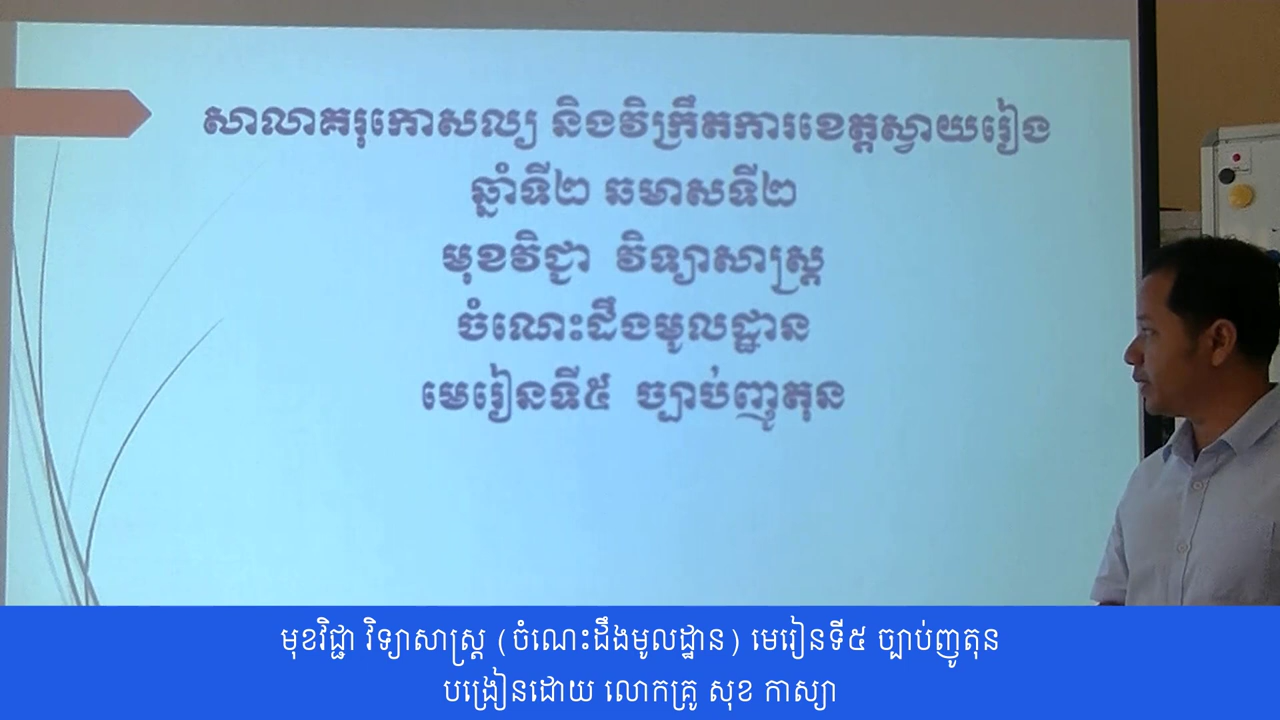 សាលាគរុកោសល្យ និងវិក្រឹតការខេត្តស្វាយរៀង
ឆ្នាំទី២ ឆមាសទី២
មុខវិជ្ជា វិទ្យាសាស្ត្រ
ចំណេះដឹងមូលដ្ឋាន
មេរៀនទី៥ ច្បាប់ញូតុន
មុខវិជ្ជា វិទ្យាសាស្ត្រ (ចំណេះដឹងមូលដ្ឋាន) មេរៀនទី៥ ច្បាប់ញូតុន
បង្រៀនដោយ លោកគ្រូ សុខ កាស្យា